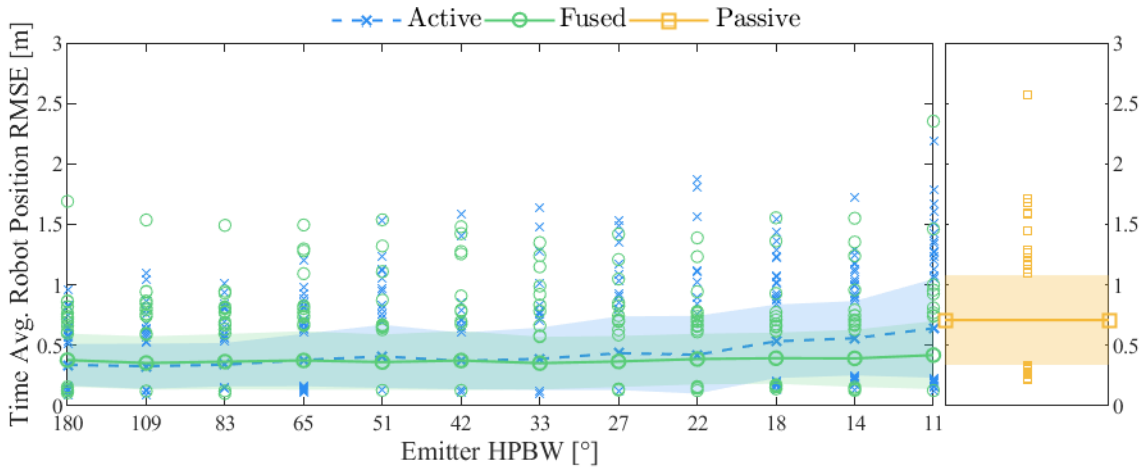 Active Fused Passive
Time Avg. Robot Position RMSE [m]
3 3
2.5 2.5
2 2
1.5 1.5
1 1
0.5 0.5
0 0
180 109 83 65 51 42 33 27 22 18 14 11
Emitter HPBW [°]